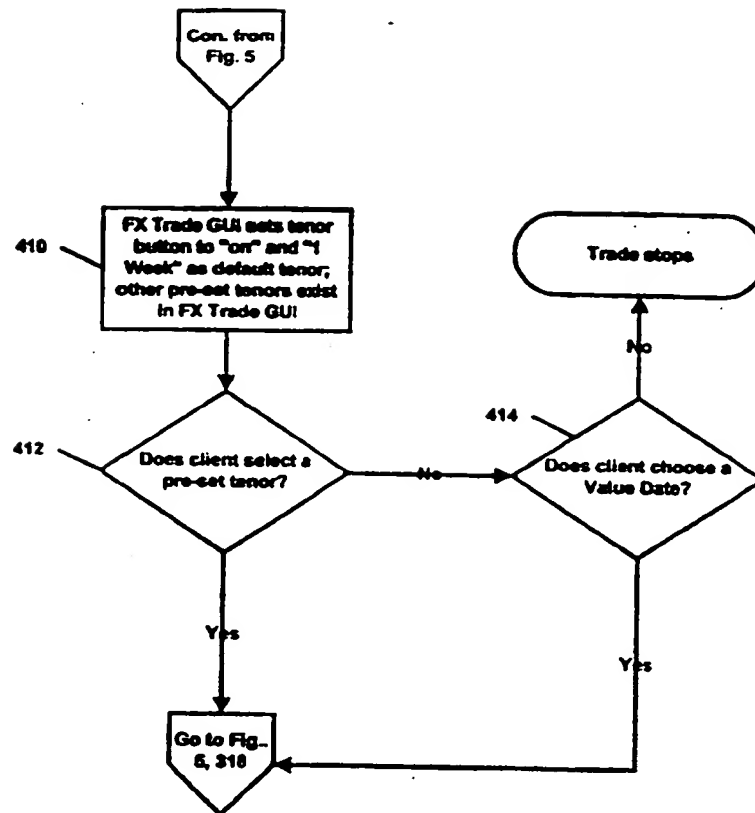 Con. from
Fig. 5
410
FX Trade GUI sets tenor
button to "on" and "1
Week" as default tenor;
other pre-set tenors exist
in FX Trade GUI
Trade stops
No
414
412
Does client select a
pre-set tenor?
No
Does client choose a
Value Date?
Yes
Yes
Go to Fig.
318